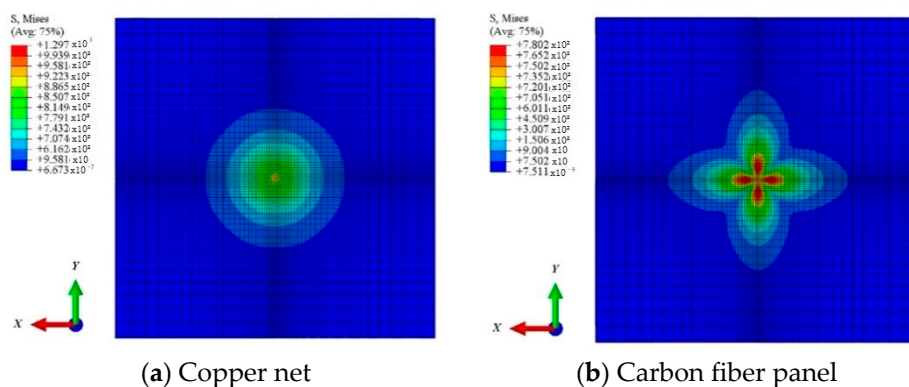 S, Mises
(Avg: 75%)
+1.297
+9.939 x10²
+9.581 x10²
+9.223 x10²
+8.865 x10²
+8.507 x10²
+8.149 x10²
+7.791 x10²
+7.432 x10²
+7.074 x10²
+6.162 x10²
+9.581 x10
+6.673 x10⁻⁷
Y
X
(a) Copper net
S, Mises
(Avg: 75%)
+7.802 x10²
+7.652 x10²
+7.502 x10²
+7.352 x10²
+7.201 x10²
+7.051 x10²
+6.011 x10²
+4.509 x10²
+3.007 x10²
+1.506 x10²
+9.004 x10
+7.502 x10
+7.511 x10⁻⁸
Y
X
(b) Carbon fiber panel